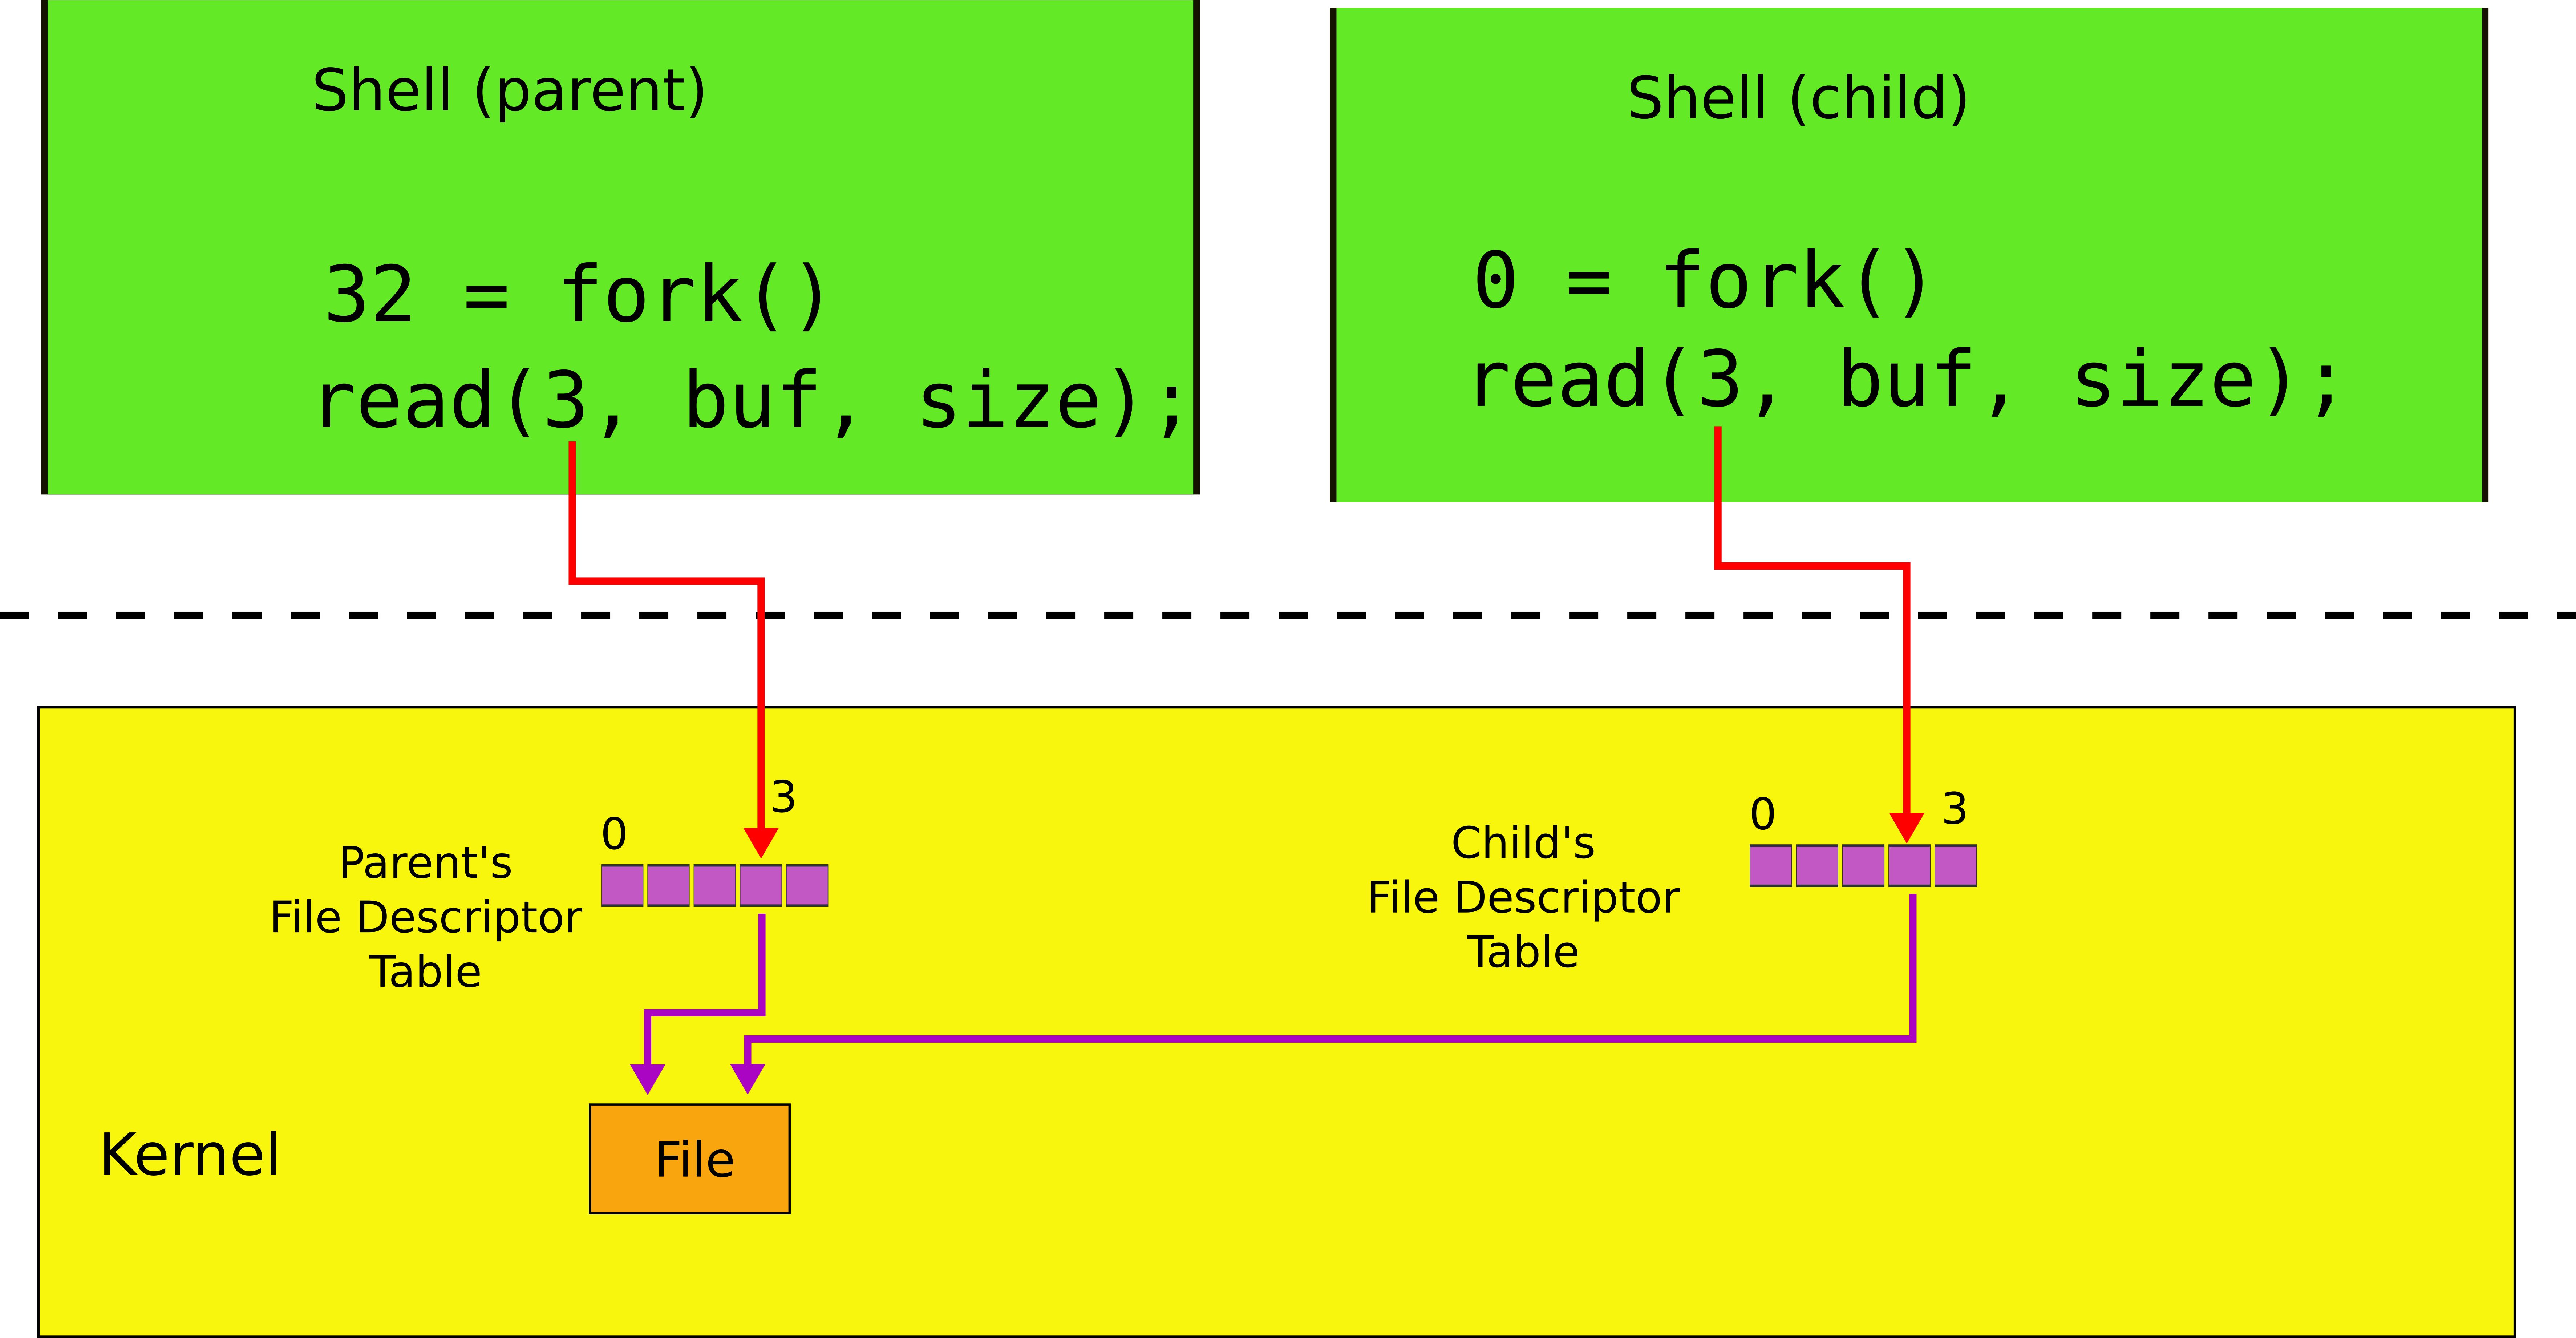 Shell (parent)
32 = fork()
read(3, buf, size);
Shell (child)
0 = fork()
read(3, buf, size);
Parent's
File Descriptor
Table
0
3
Child's
File Descriptor
Table
0
3
Kernel
File